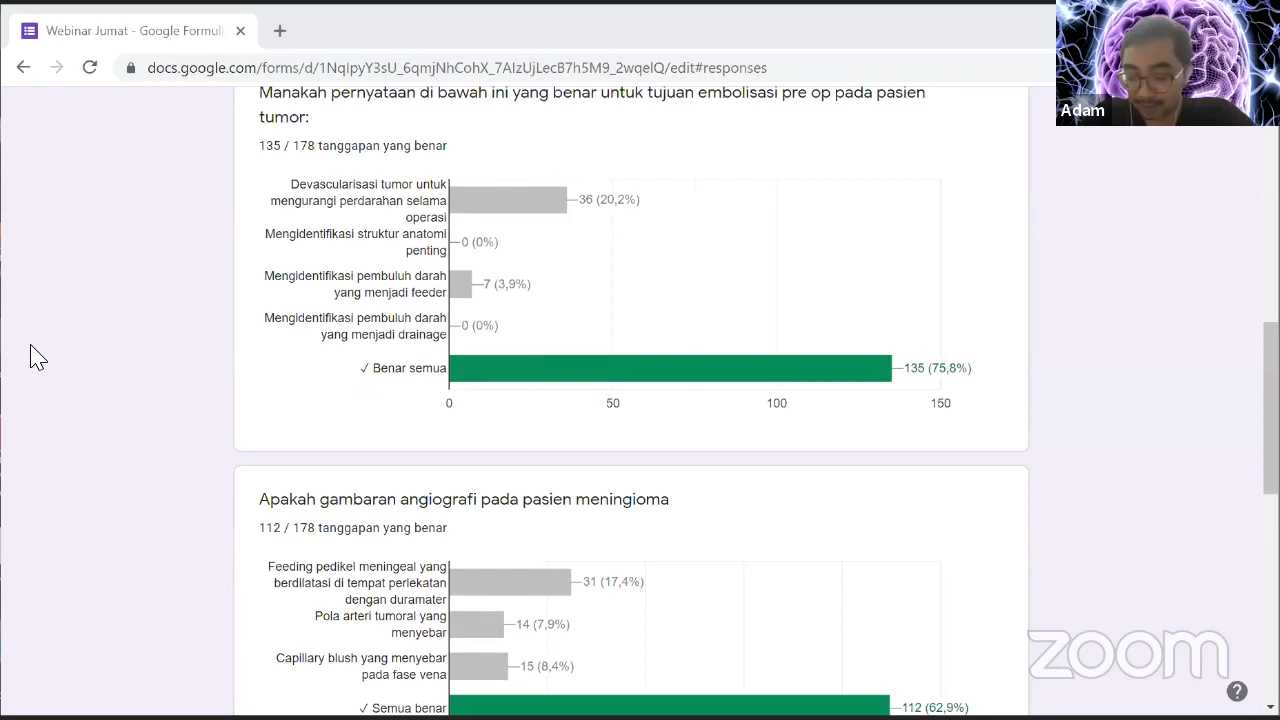 Webinar Jumat - Google Formuli
docs.google.com/forms/d/1NqIpyY3sU_6qmjNhCohX_7AIzUjLecB7h5M9_2wqeIQ/edit#responses
Adam
Manakah pernyataan di bawah ini yang benar untuk tujuan embolisasi pre op pada pasien
tumor:
135 / 178 tanggapan yang benar
Devascularisasi tumor untuk
mengurangi perdarahan selama
operasi
36 (20,2%)
Mengidentifikasi struktur anatomi
penting
0 (0%)
Mengidentifikasi pembuluh darah
yang menjadi feeder
7 (3,9%)
Mengidentifikasi pembuluh darah
yang menjadi drainage
0 (0%)
✓ Benar semua
135 (75,8%)
0 50 100 150
Apakah gambaran angiografi pada pasien meningioma
112 / 178 tanggapan yang benar
Feeding pedikel meningeal yang
berdilatasi di tempat perlekatan
dengan duramater
31 (17,4%)
Pola arteri tumoral yang
menyebar
14 (7,9%)
Capillary blush yang menyebar
pada fase vena
15 (8,4%)
✓ Semua benar
112 (62,9%)
zoom